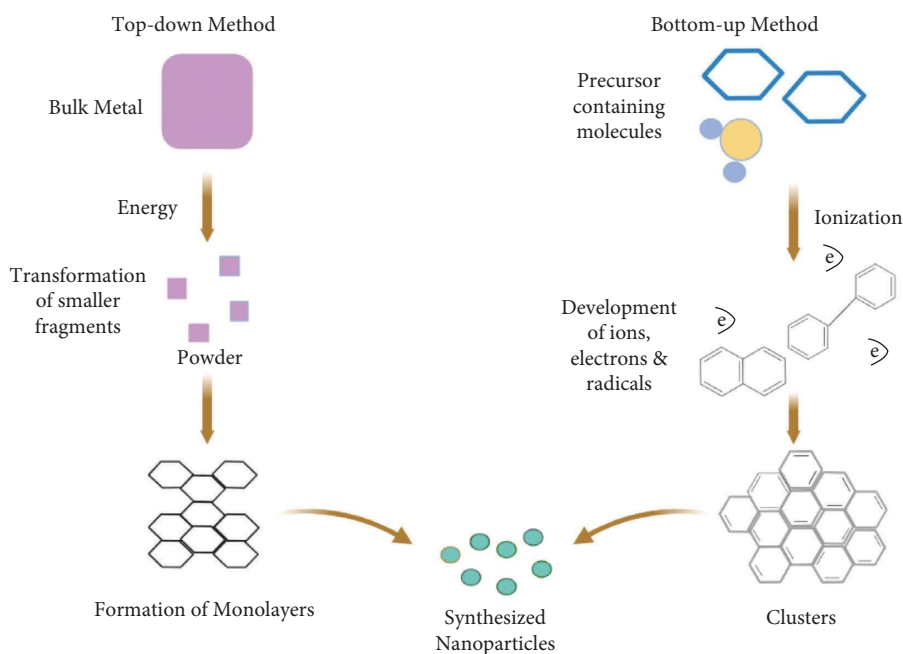 Top-down Method
Bulk Metal
Energy
Transformation
of smaller
fragments
Powder
Formation of Monolayers
Bottom-up Method
Precursor
containing
molecules
Ionization
e
Development
of ions,
electrons &
radicals
e
e
Clusters
Synthesized
Nanoparticles